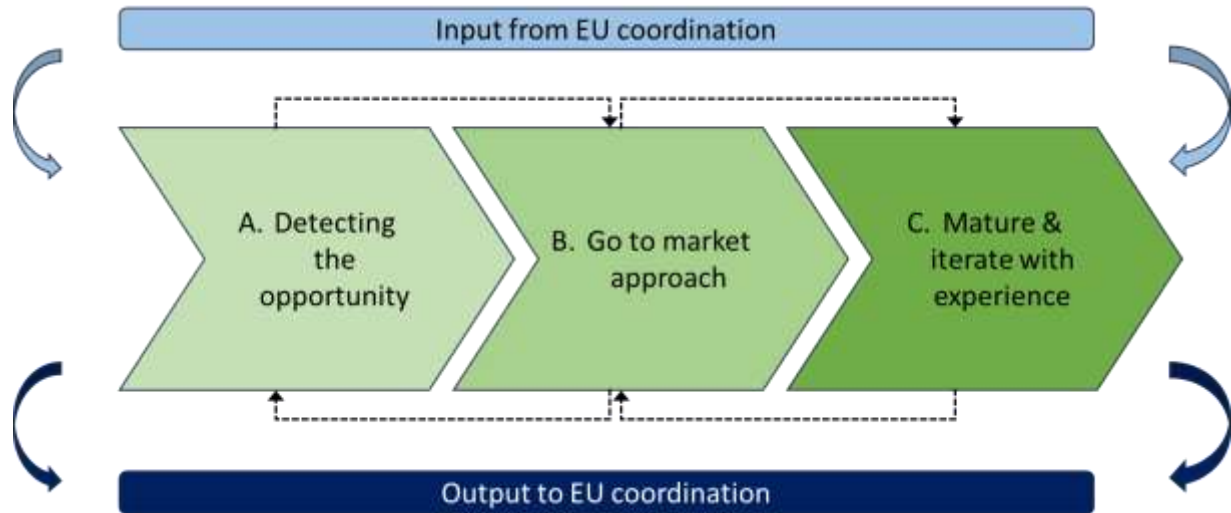 Input from EU coordination
A. Detecting
the
opportunity
B. Go to market
approach
C. Mature &
iterate with
experience
Output to EU coordination